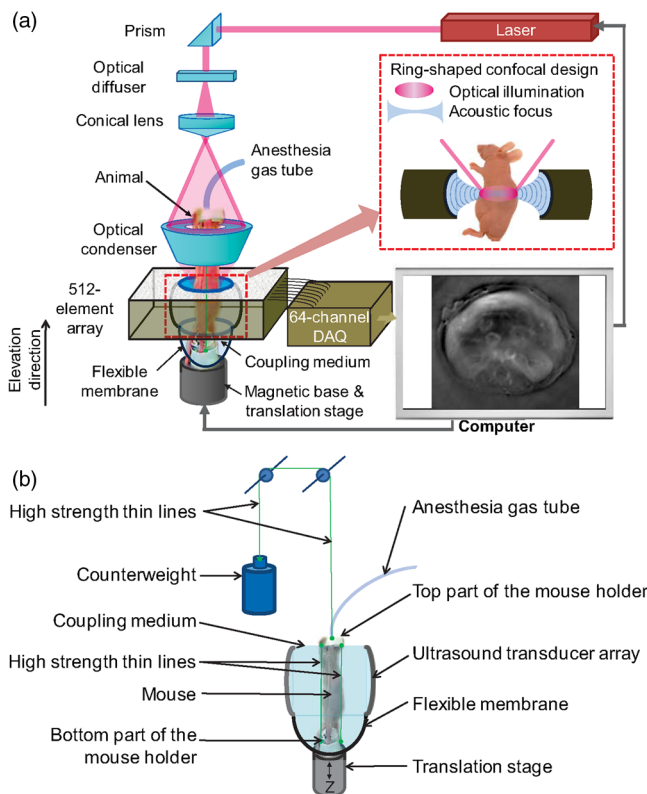 (a)
Prism
Laser
Optical
diffuser
Conical lens
Ring-shaped confocal design
Optical illumination
Acoustic focus
Anesthesia
gas tube
Animal
Optical
condenser
512-
element
array
64-channel
DAQ
Elevation
direction
Flexible
membrane
Coupling medium
Magnetic base &
translation stage
Computer
(b)
High strength thin lines
Anesthesia gas tube
Counterweight
Top part of the mouse holder
Coupling medium
High strength thin lines
Ultrasound transducer array
Mouse
Flexible membrane
Bottom part of the
mouse holder
Z
Translation stage